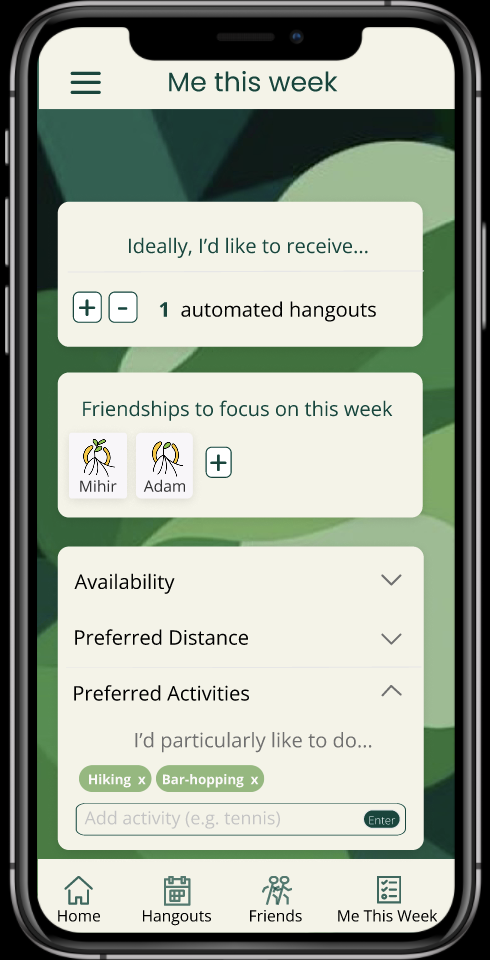 Me this week
Ideally, I’d like to receive...
+ - 1 automated hangouts
Friendships to focus on this week
+
Mihir Adam
Availability
Preferred Distance
Preferred Activities
I’d particularly like to do...
Hiking x Bar-hopping x
Add activity (e.g. tennis) Enter
Home Hangouts Friends Me This Week